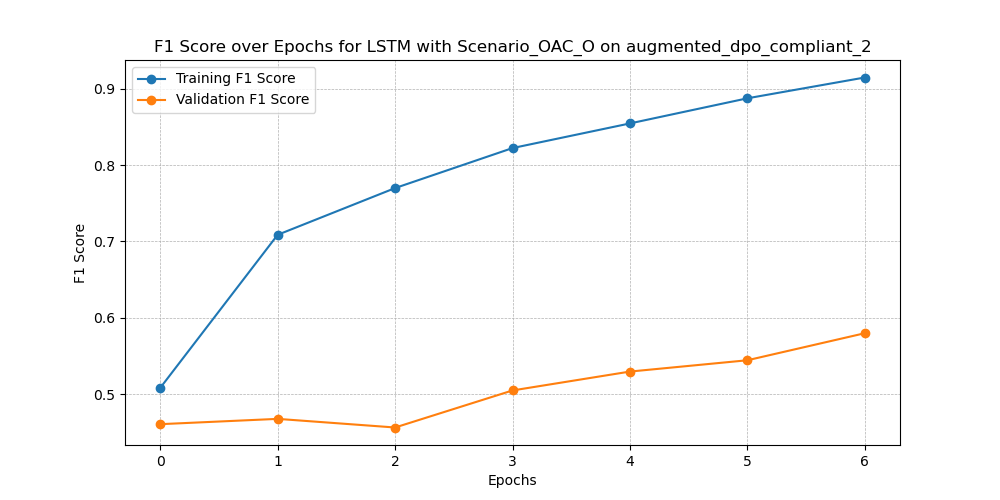 F1 Score over Epochs for LSTM with Scenario_OAC_O on augmented_dpo_compliant_2
Training F1 Score
Validation F1 Score
F1 Score
0.9
0.8
0.7
0.6
0.5
0 1 2 3 4 5 6
Epochs